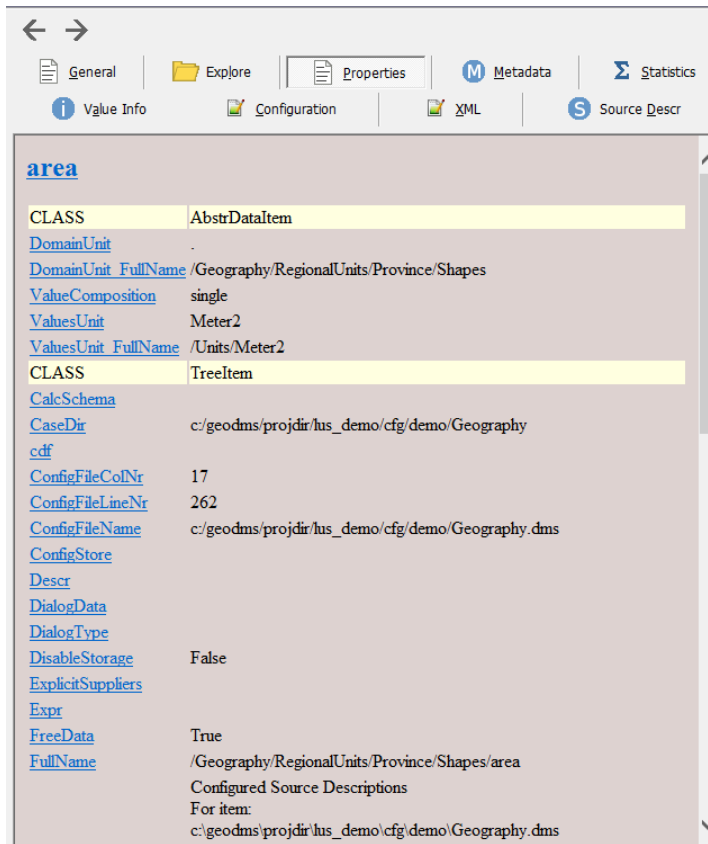 General Explore Properties Metadata Statistics
Value Info Configuration XML Source Descr
area
CLASS AbstrDataItem
DomainUnit .
DomainUnit_FullName /Geography/RegionalUnits/Province/Shapes
ValueComposition single
ValuesUnit Meter2
ValuesUnit_FullName /Units/Meter2
CLASS TreeItem
CalcSchema
CaseDir c:/geodms/projdir/lus_demo/cfg/demo/Geography
cdf
ConfigFileColNr 17
ConfigFileLineNr 262
ConfigFileName c:/geodms/projdir/lus_demo/cfg/demo/Geography.dms
ConfigStore
Descr
DialogData
DialogType
DisableStorage False
ExplicitSuppliers
Expr
FreeData True
FullName /Geography/RegionalUnits/Province/Shapes/area
Configured Source Descriptions
For item:
c:\geodms\projdir\lus_demo\cfg\demo\Geography.dms